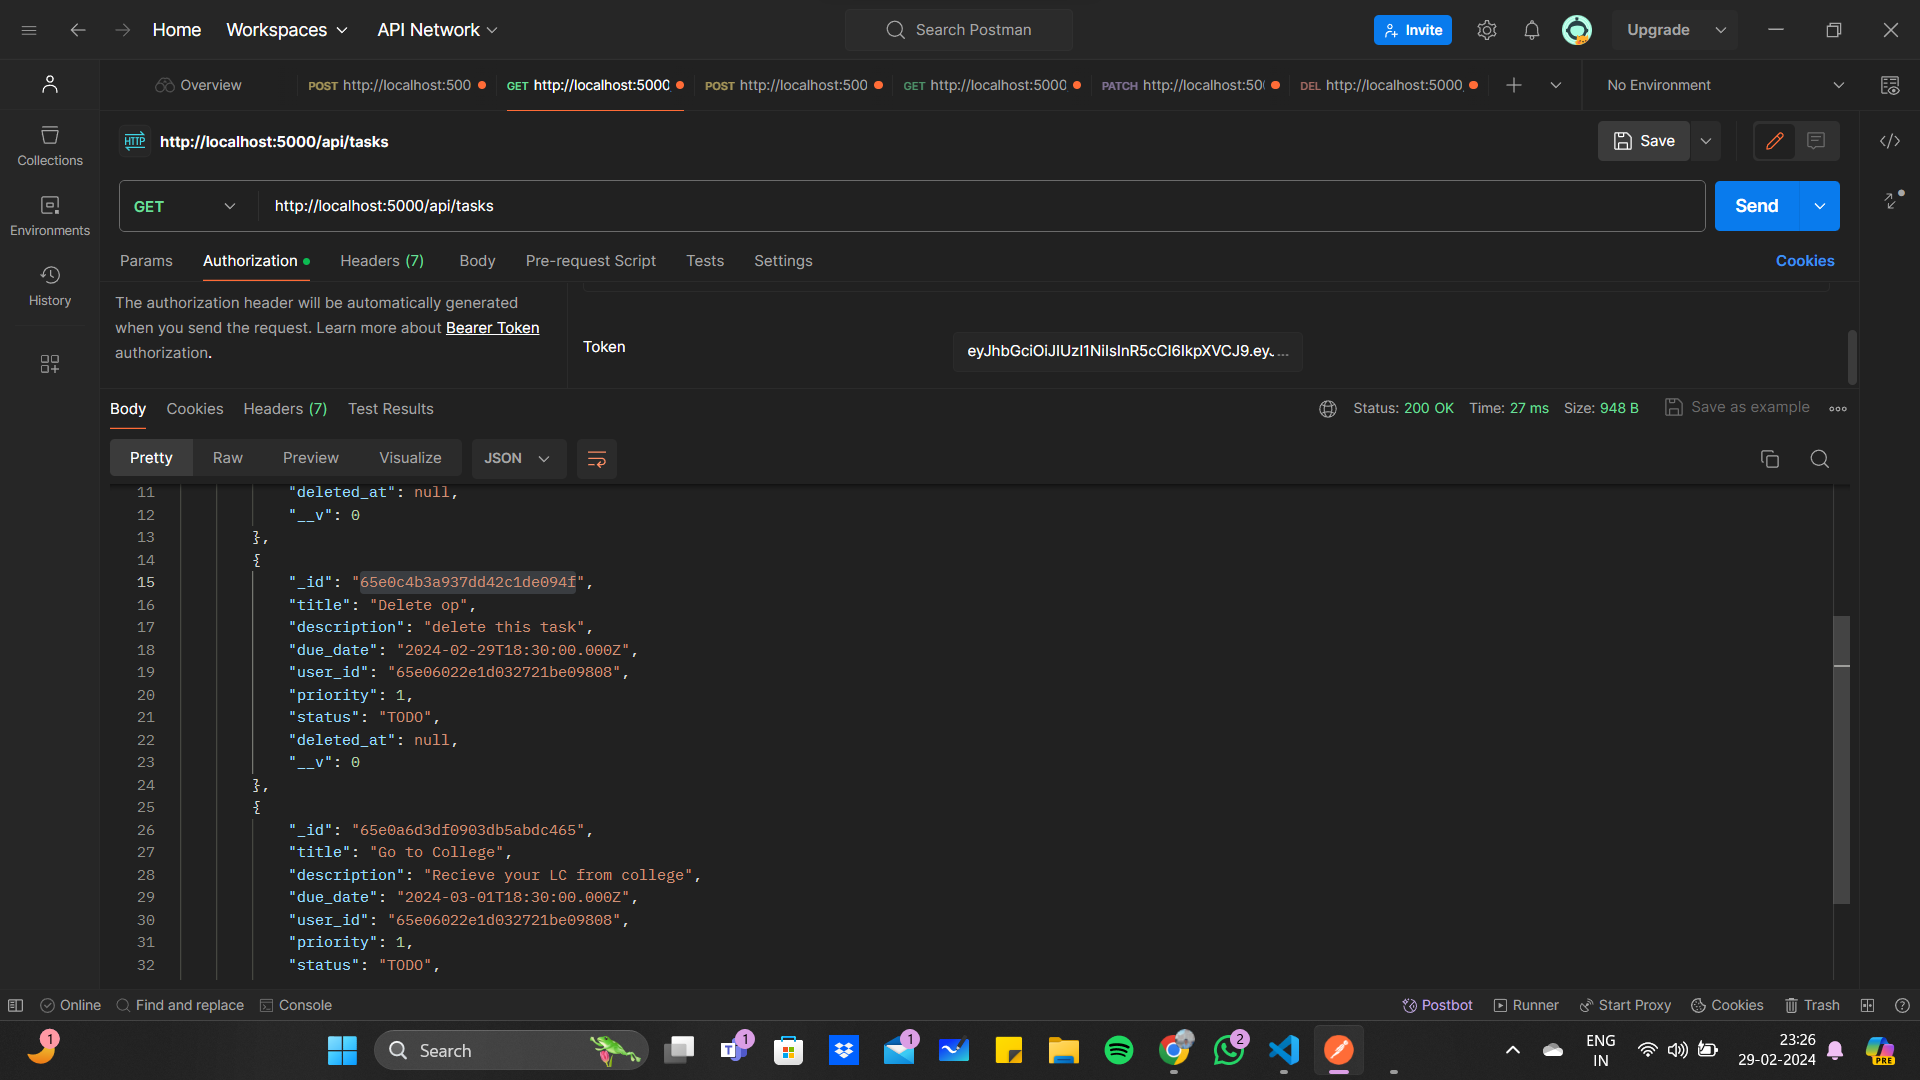 Home Workspaces API Network Search Postman Invite Upgrade
Overview POST http://localhost:500 GET http://localhost:5000 POST http://localhost:500 GET http://localhost:5000 PATCH http://localhost:50 DEL http://localhost:5000 No Environment
HTTP http://localhost:5000/api/tasks Save
Collections
Environments
History
GET http://localhost:5000/api/tasks Send
Params Authorization Headers (7) Body Pre-request Script Tests Settings Cookies
The authorization header will be automatically generated
when you send the request. Learn more about Bearer Token
authorization.
Token eyJhbGciOiJIUzI1NiIsInR5cCI6IkpXVCJ9.eyJ...
Body Cookies Headers (7) Test Results Status: 200 OK Time: 27 ms Size: 948 B Save as example
Pretty Raw Preview Visualize JSON
11 "deleted_at": null,
12 "__v": 0
13 },
14 {
15 "_id": "65e0c4b3a937dd42c1de094f",
16 "title": "Delete op",
17 "description": "delete this task",
18 "due_date": "2024-02-29T18:30:00.000Z",
19 "user_id": "65e06022e1d032721be09808",
20 "priority": 1,
21 "status": "TODO",
22 "deleted_at": null,
23 "__v": 0
24 },
25 {
26 "_id": "65e0a6d3df0903db5abdc465",
27 "title": "Go to College",
28 "description": "Recieve your LC from college",
29 "due_date": "2024-03-01T18:30:00.000Z",
30 "user_id": "65e06022e1d032721be09808",
31 "priority": 1,
32 "status": "TODO",
Online Find and replace Console Postbot Runner Start Proxy Cookies Trash
1 Search 1 1 2 ENG 23:26
IN 29-02-2024 PRE